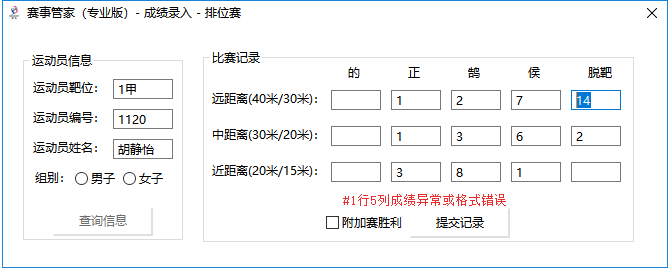 赛事管家（专业版）- 成绩录入 - 排位赛
运动员信息
运动员靶位： 1甲
运动员编号： 1120
运动员姓名： 胡静怡
组别： 男子 女子
查询信息
比赛记录
的 正 鹄 侯 脱靶
远距离(40米/30米)： 1 2 7 14
中距离(30米/20米)： 1 3 6 2
近距离(20米/15米)： 3 8 1
#1行5列成绩异常或格式错误
附加赛胜利 提交记录